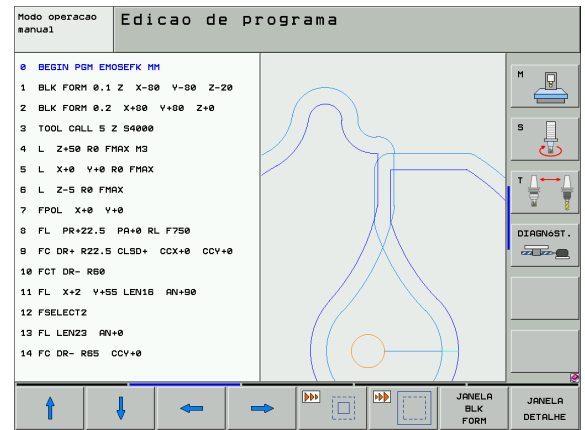 Modo operacao
manual
Edicao de programa
0 BEGIN PGM EMOSEFK MM
1 BLK FORM 0.1 Z X-80 Y-80 Z-20
2 BLK FORM 0.2 X+80 Y+80 Z+0
3 TOOL CALL 5 Z S4000
4 L Z+50 R0 FMAX M3
5 L X+0 Y+0 R0 FMAX
6 L Z-5 R0 FMAX
7 FPOL X+0 Y+0
8 FL PR+22.5 PA+0 RL F750
9 FC DR+ R22.5 CLSD+ CCX+0 CCY+0
10 FCT DR- R60
11 FL X+2 Y+55 LEN16 AN+90
12 FSELECT2
13 FL LEN23 AN+0
14 FC DR- R65 CCY+0
M
S
T
DIAGNóST.
JANELA
BLK
FORM
JANELA
DETALHE